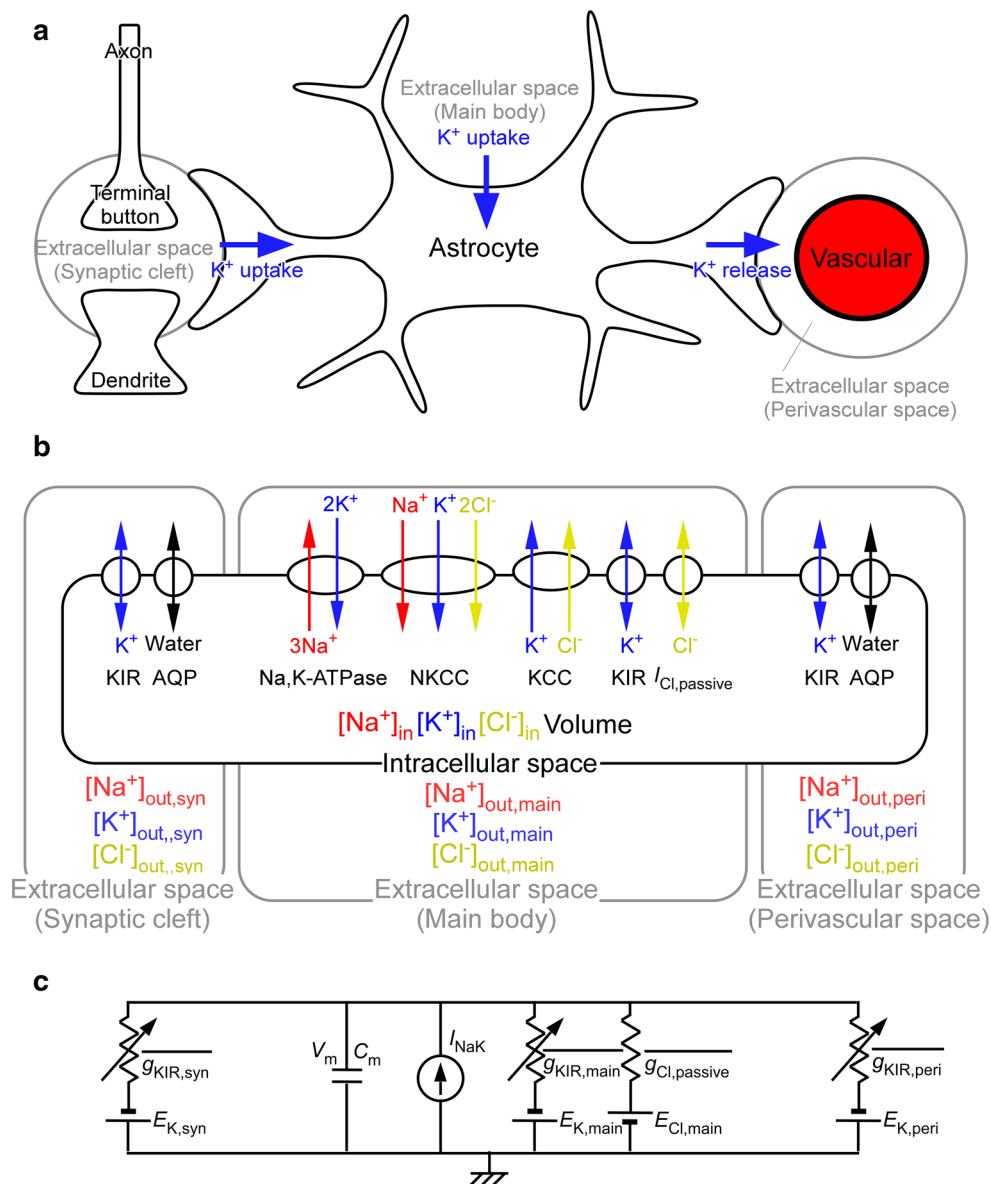 a
Axon
Terminal
button
Extracellular space
(Synaptic cleft)
K⁺ uptake
Dendrite
Extracellular space
(Main body)
K⁺ uptake
Astrocyte
K⁺ release
Vascular
Extracellular space
(Perivascular space)
b
2K⁺ Na⁺ K⁺ 2Cl⁻
K⁺ Water 3Na⁺ K⁺ Cl⁻ K⁺ Cl⁻ K⁺ Water
KIR AQP Na,K-ATPase NKCC KCC KIR I Cl,passive KIR AQP
[Na⁺]in [K⁺]in [Cl⁻]in Volume
Intracellular space
[Na⁺]out,syn
[K⁺]out,,syn
[Cl⁻]out,,syn
Extracellular space
(Synaptic cleft)
[Na⁺]out,main
[K⁺]out,main
[Cl⁻]out,main
Extracellular space
(Main body)
[Na⁺]out,peri
[K⁺]out,peri
[Cl⁻]out,peri
Extracellular space
(Perivascular space)
c
gKIR,syn
EK,syn
Vm Cm
INaK
gKIR,main
EK,main
gCl,passive
ECl,main
gKIR,peri
EK,peri